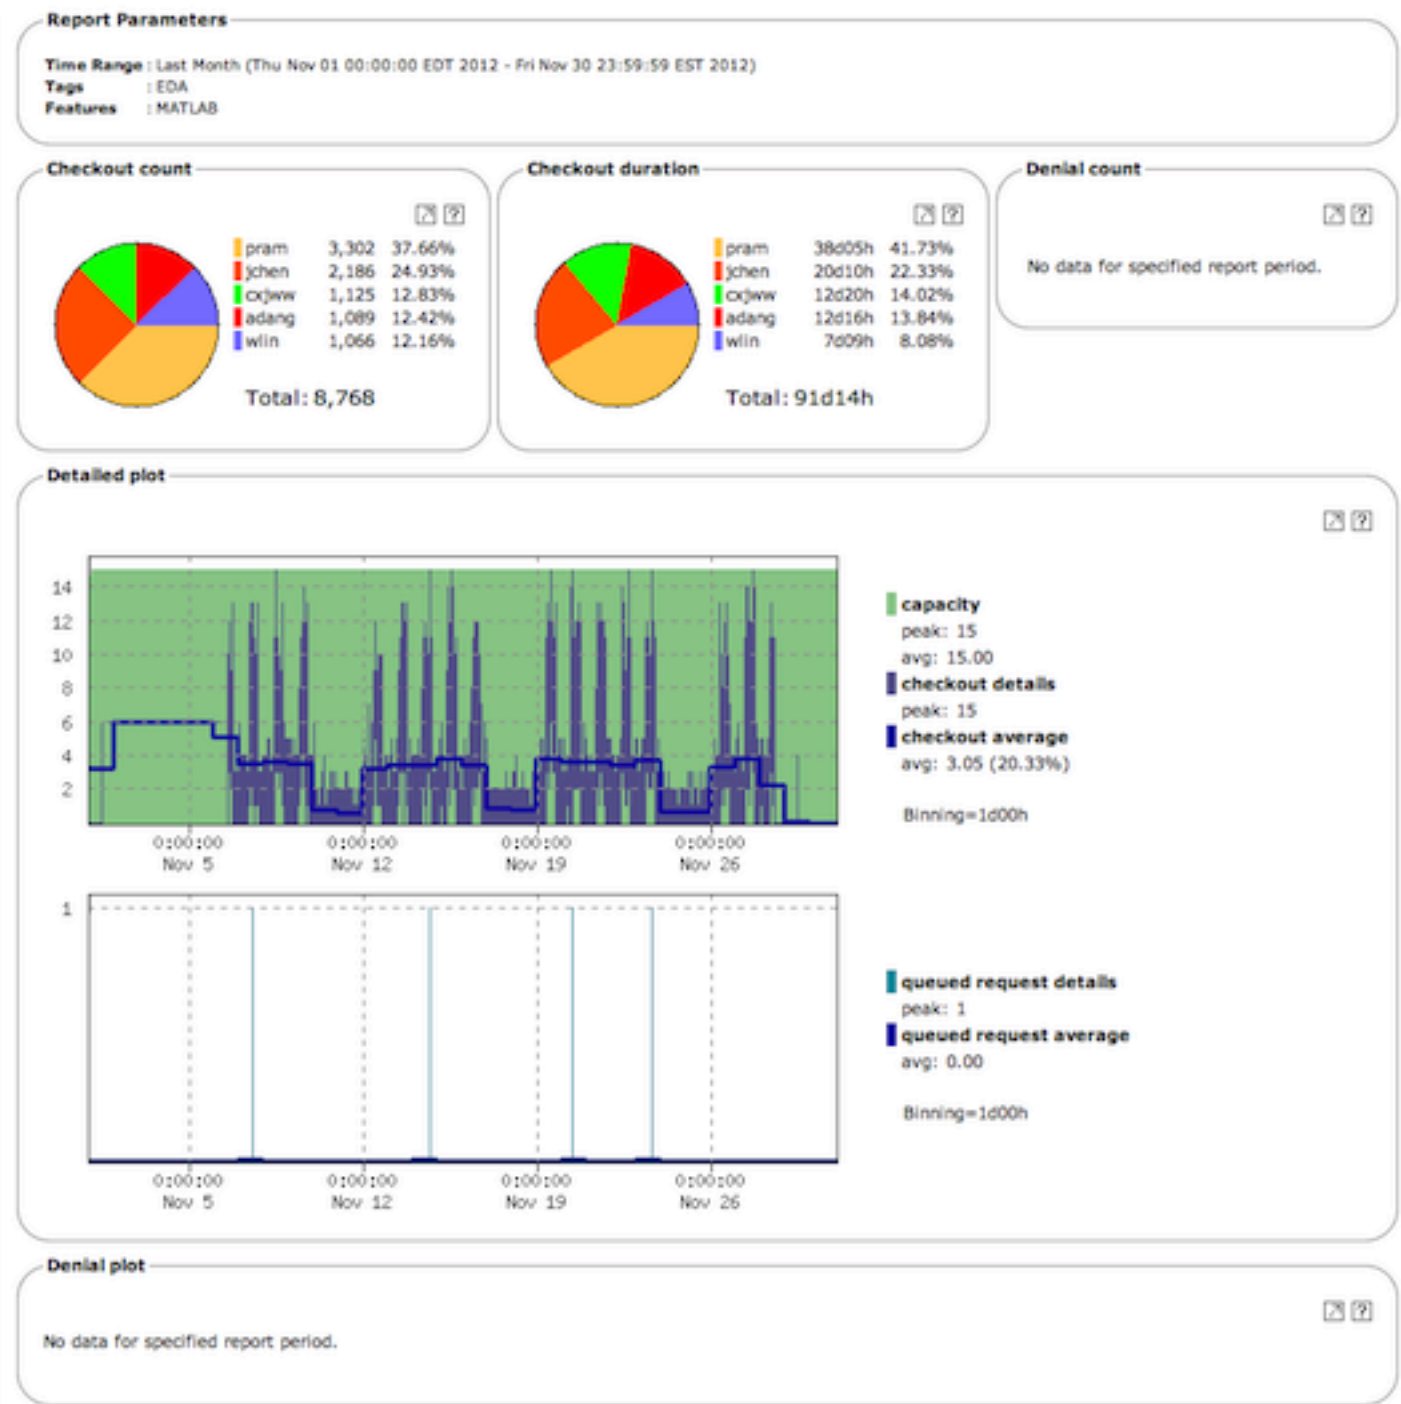 Report Parameters
Time Range : Last Month (Thu Nov 01 00:00:00 EDT 2012 - Fri Nov 30 23:59:59 EST 2012)
Tags : EDA
Features : MATLAB
Checkout count
? 
pram 3,302 37.66%
jchen 2,186 24.93%
cxjww 1,125 12.83%
adang 1,089 12.42%
wlin 1,066 12.16%
Total: 8,768
Checkout duration
?
pram 38d05h 41.73%
jchen 20d10h 22.33%
cxjww 12d20h 14.02%
adang 12d16h 13.84%
wlin 7d09h 8.08%
Total: 91d14h
Denial count
?
No data for specified report period.
Detailed plot
?
14
12
10
8
6
4
2
0:00:00 0:00:00 0:00:00 0:00:00
Nov 5 Nov 12 Nov 19 Nov 26
capacity
peak: 15
avg: 15.00
checkout details
peak: 15
checkout average
avg: 3.05 (20.33%)
Binning=1d00h
1
0:00:00 0:00:00 0:00:00 0:00:00
Nov 5 Nov 12 Nov 19 Nov 26
queued request details
peak: 1
queued request average
avg: 0.00
Binning=1d00h
Denial plot
?
No data for specified report period.